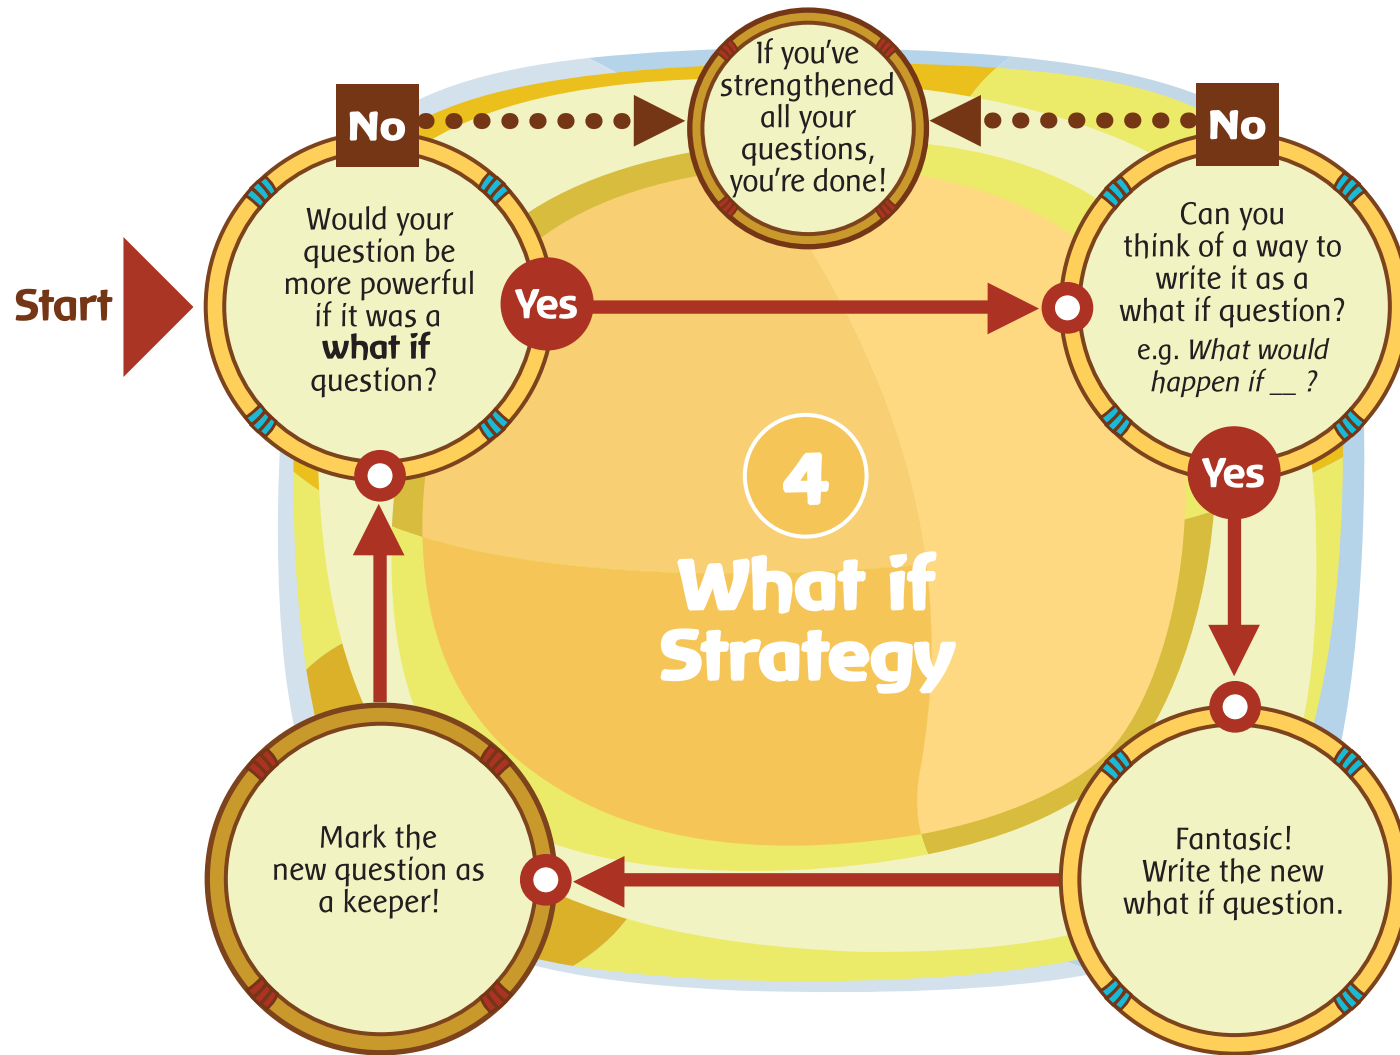 Start
No
Would your
question be
more powerful
if it was a
what if
question?
Yes
If you've
strengthened
all your
questions,
you're done!
No
Can you
think of a way to
write it as a
what if question?
e.g. What would
happen if __ ?
Yes
4
What if
Strategy
Fantasic!
Write the new
what if question.
Mark the
new question as
a keeper!